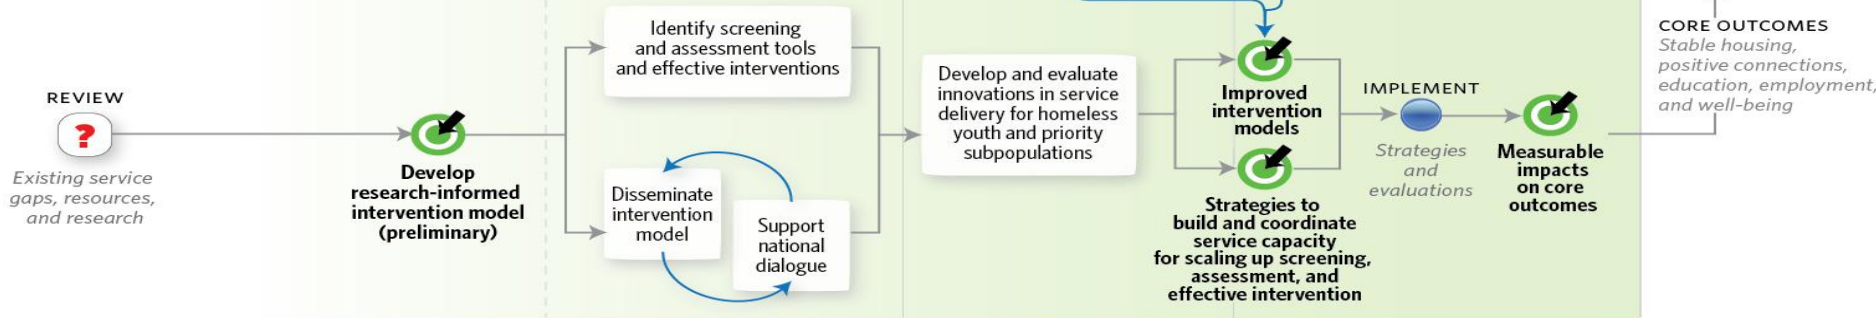 REVIEW
?
Existing service
gaps, resources,
and research
Develop
research-informed
intervention model
(preliminary)
Identify screening
and assessment tools
and effective interventions
Disseminate
intervention
model
Support
national
dialogue
Develop and evaluate
innovations in service
delivery for homeless
youth and priority
subpopulations
Improved
intervention
models
Strategies to
build and coordinate
service capacity
for scaling up screening,
assessment, and
effective intervention
IMPLEMENT
Strategies
and
evaluations
Measurable
impacts
on core
outcomes
CORE OUTCOMES
Stable housing,
positive connections,
education, employment,
and well-being